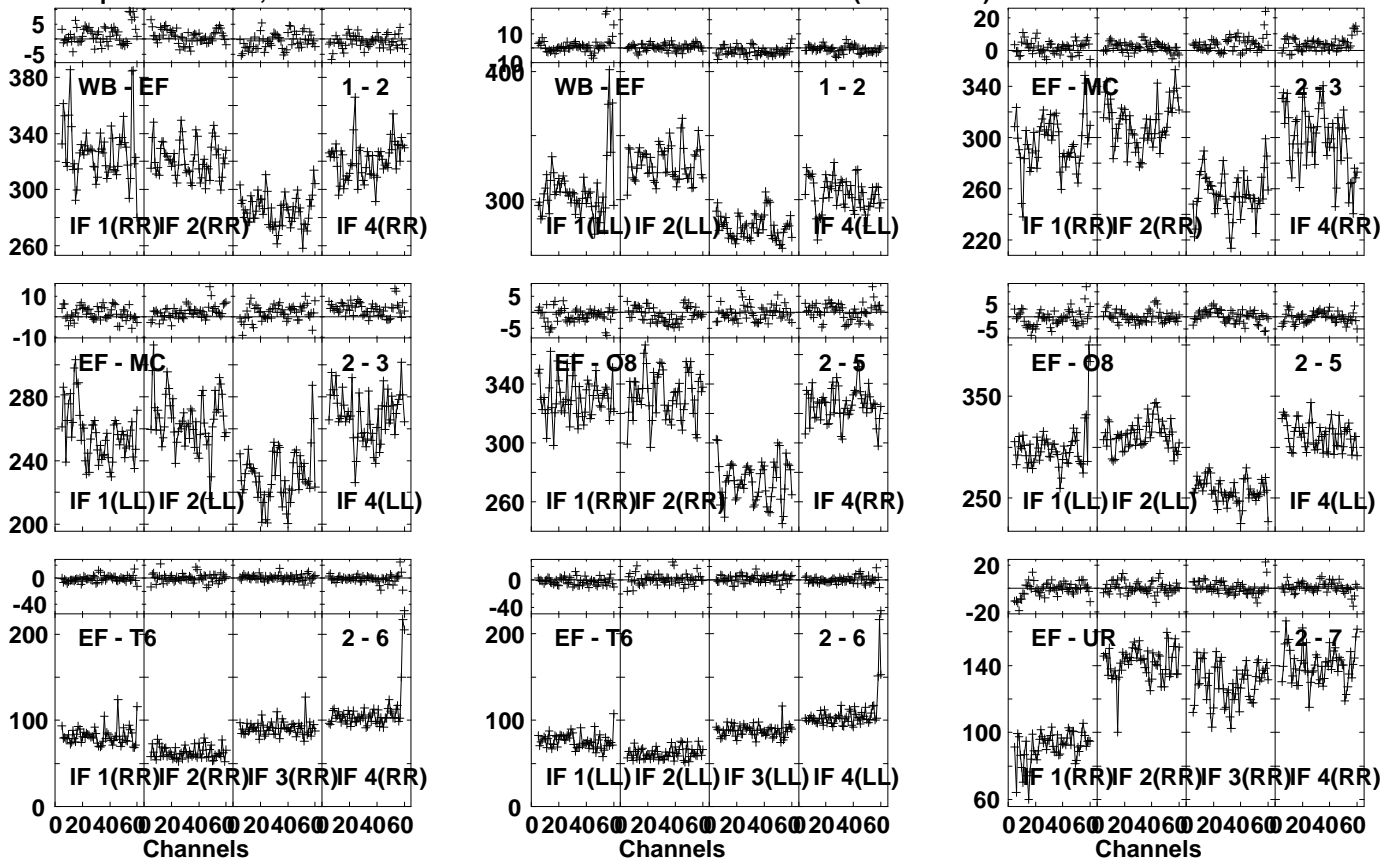 5 5 -5 10 10 -10 20 0
380 WB - EF 1 - 2 340 300 IF 1(RR) IF 2(RR) IF 4(RR) 260
400 WB - EF 1 - 2 300 IF 1(LL) IF 2(LL) IF 4(LL)
340 EF - MC 2 - 3 300 260 IF 1(RR) IF 2(RR) IF 4(RR) 220
10 -10 5 -5 5 -5
EF - MC 2 - 3 280 240 IF 1(LL) IF 2(LL) IF 4(LL) 200
EF - O8 2 - 5 340 300 IF 1(RR) IF 2(RR) IF 4(RR) 260
EF - O8 2 - 5 350 IF 1(LL) IF 2(LL) IF 4(LL) 250
0 -40 0 -40 20 -20
200 EF - T6 2 - 6 100 IF 1(RR) IF 2(RR) IF 3(RR) IF 4(RR) 0
200 EF - T6 2 - 6 100 IF 1(LL) IF 2(LL) IF 3(LL) IF 4(LL) 0
EF - UR 2 - 7 140 100 IF 1(RR) IF 2(RR) IF 3(RR) IF 4(RR) 60
0 20 40 60 0 20 40 60 0 20 40 60 0 20 40 60
0 20 40 60 0 20 40 60 0 20 40 60 0 20 40 60
0 20 40 60 0 20 40 60 0 20 40 60 0 20 40 60
Channels Channels Channels